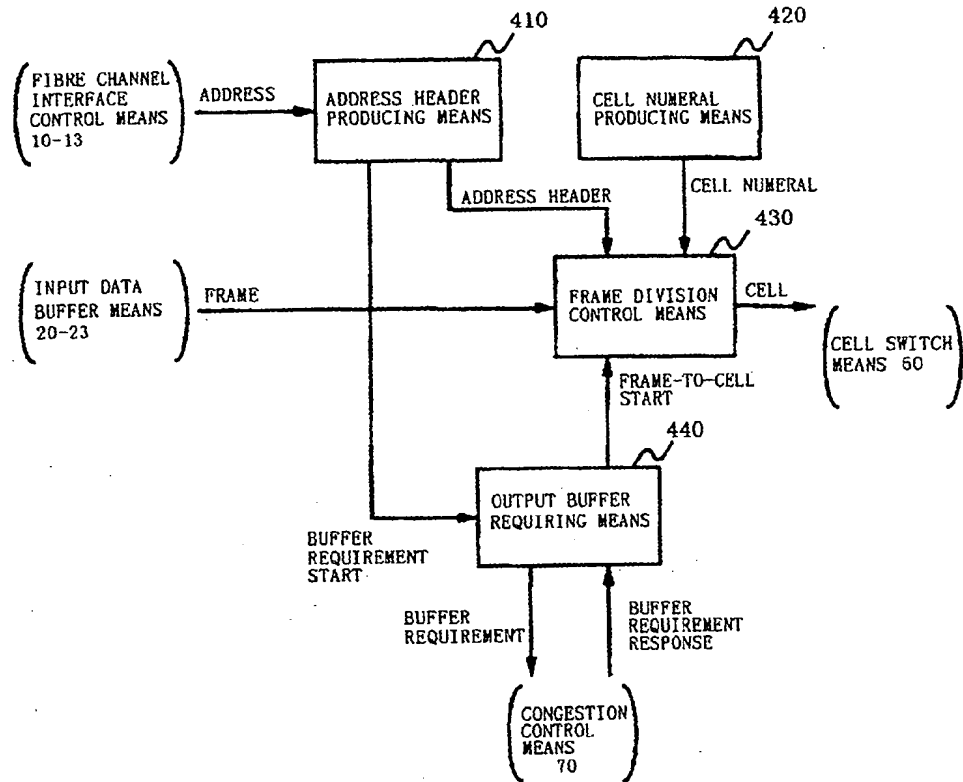 410
420
FIBRE CHANNEL
INTERFACE
CONTROL MEANS
10-13
ADDRESS
ADDRESS HEADER
PRODUCING MEANS
CELL NUMERAL
PRODUCING MEANS
ADDRESS HEADER
CELL NUMERAL
430
INPUT DATA
BUFFER MEANS
20-23
FRAME
FRAME DIVISION
CONTROL MEANS
CELL
CELL SWITCH
MEANS 60
FRAME-TO-CELL
START
440
OUTPUT BUFFER
REQUIRING MEANS
BUFFER
REQUIREMENT
START
BUFFER
REQUIREMENT
BUFFER
REQUIREMENT
RESPONSE
CONGESTION
CONTROL
MEANS
70